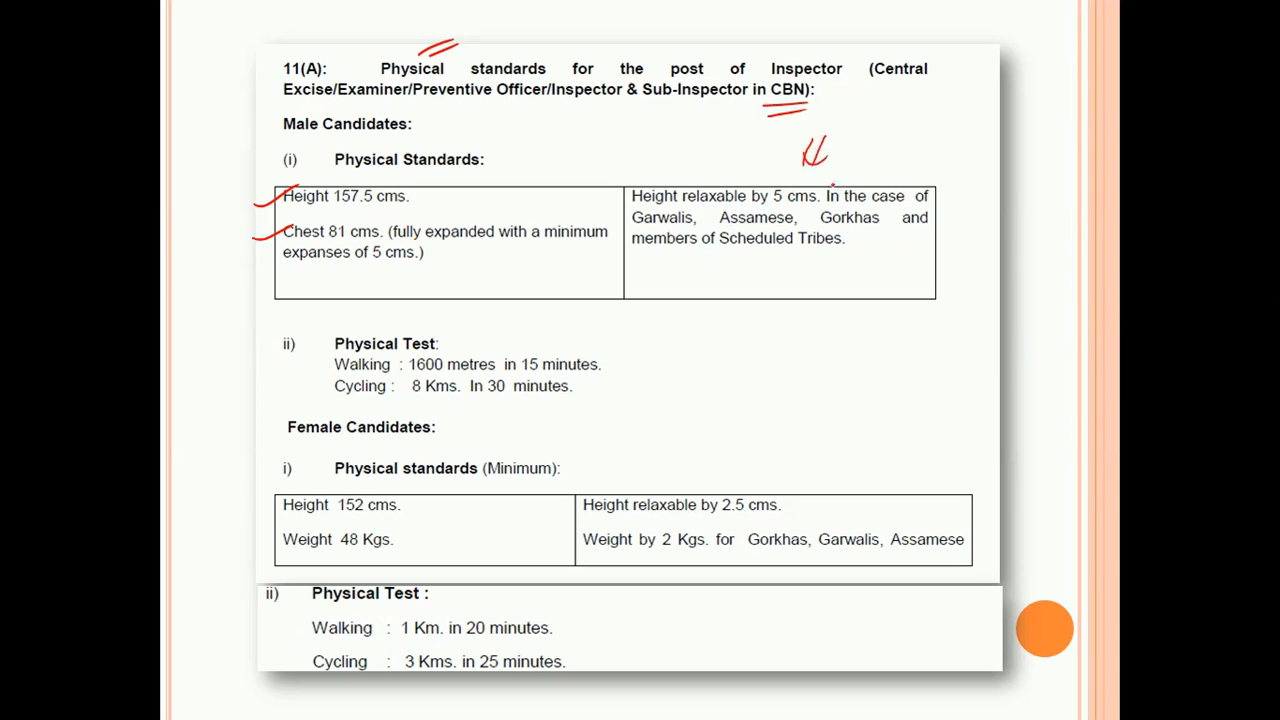 11(A): Physical standards for the post of Inspector (Central
Excise/Examiner/Preventive Officer/Inspector & Sub-Inspector in CBN):
Male Candidates:
(i) Physical Standards:
Height 157.5 cms.
Chest 81 cms. (fully expanded with a minimum
expanses of 5 cms.)
Height relaxable by 5 cms. In the case of
Garwalis, Assamese, Gorkhas and
members of Scheduled Tribes.
ii) Physical Test:
Walking : 1600 metres in 15 minutes.
Cycling : 8 Kms. In 30 minutes.
Female Candidates:
i) Physical standards (Minimum):
Height 152 cms.
Weight 48 Kgs.
Height relaxable by 2.5 cms.
Weight by 2 Kgs. for Gorkhas, Garwalis, Assamese
ii) Physical Test :
Walking : 1 Km. in 20 minutes.
Cycling : 3 Kms. in 25 minutes.